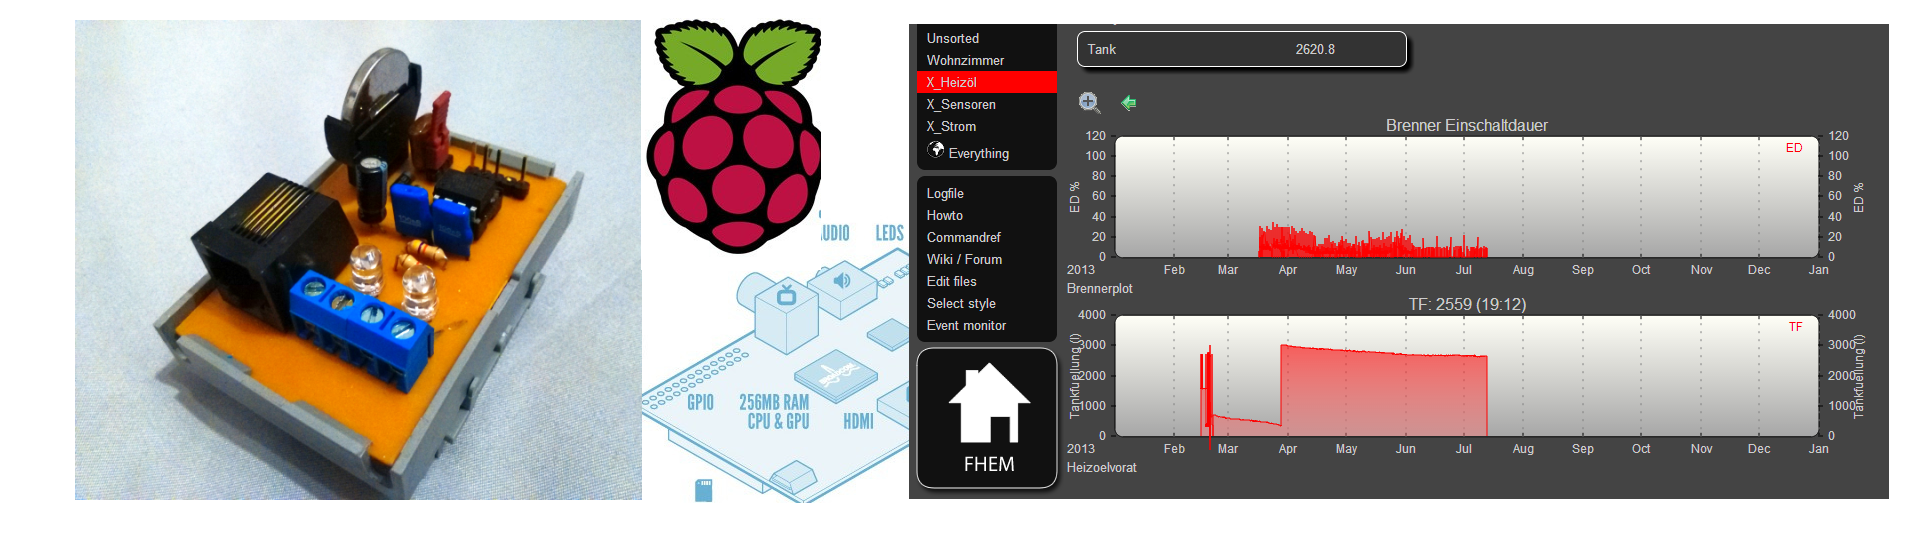 UDIO LEDS
GPIO
256MB RAM
CPU & GPU
HDMI
Unsorted
Wohnzimmer
X_Heizöl
X_Sensoren
X_Strom
Everything
Logfile
Howto
Commandref
Wiki / Forum
Edit files
Select style
Event monitor
FHEM
Tank 2620.8
Brenner Einschaltdauer
ED
120
100
80
60
40
20
0
ED %
120
100
80
60
40
20
0
ED %
2013 Feb Mar Apr May Jun Jul Aug Sep Oct Nov Dec Jan
Brennerplot
TF: 2559 (19:12)
TF
4000
3000
2000
1000
0
Tankfuellung (l)
4000
3000
2000
1000
0
Tankfuellung (l)
2013 Feb Mar Apr May Jun Jul Aug Sep Oct Nov Dec Jan
Heizoelvorat